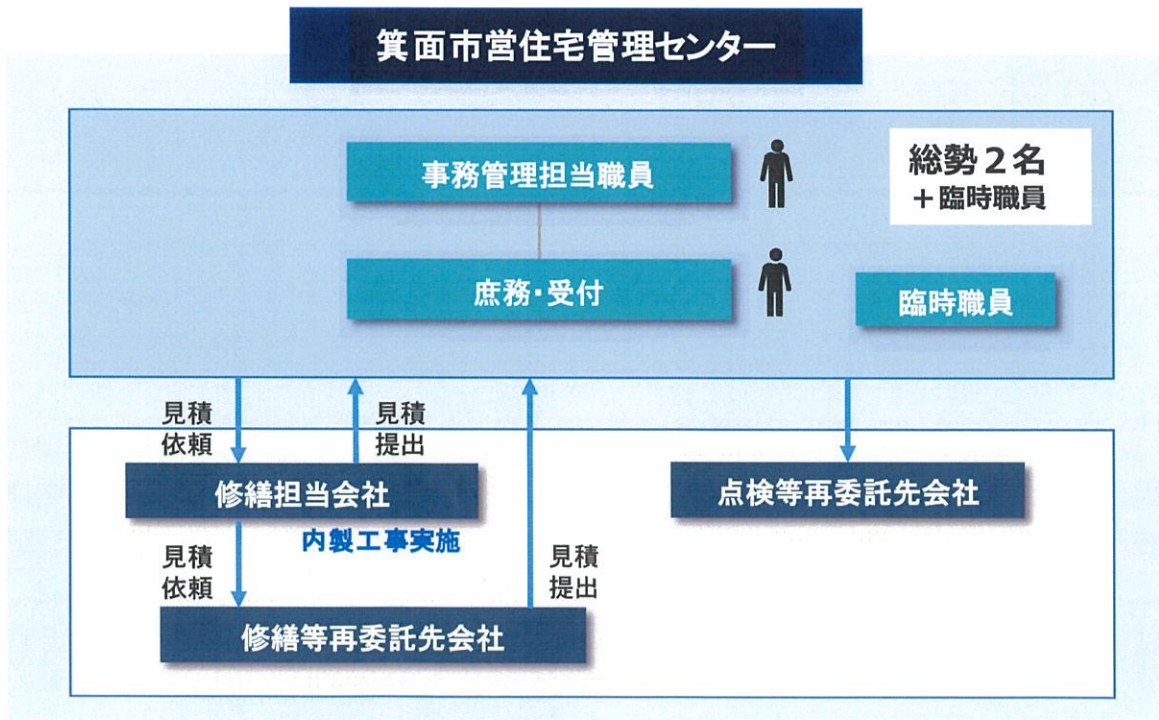 箕面市営住宅管理センター
事務管理担当職員
総勢2名
+臨時職員
庶務・受付
臨時職員
見積
依頼
見積
提出
修繕担当会社
点検等再委託先会社
内製工事実施
見積
依頼
見積
提出
修繕等再委託先会社